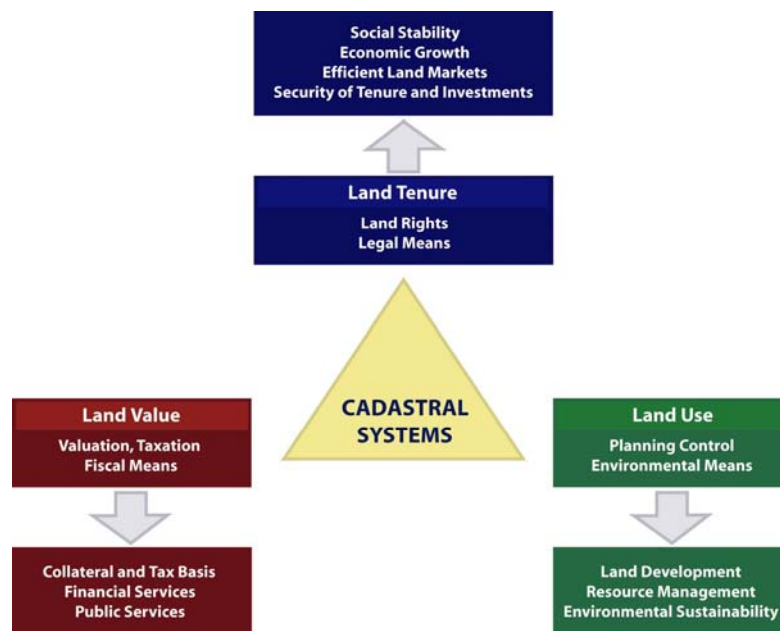 Social Stability
Economic Growth
Efficient Land Markets
Security of Tenure and Investments
Land Tenure
Land Rights
Legal Means
CADASTRAL
SYSTEMS
Land Value
Valuation, Taxation
Fiscal Means
Land Use
Planning Control
Environmental Means
Collateral and Tax Basis
Financial Services
Public Services
Land Development
Resource Management
Environmental Sustainability